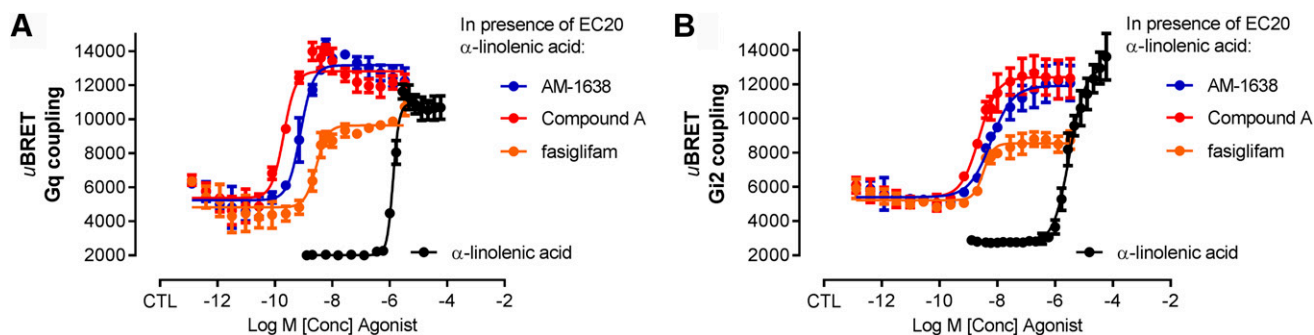 A
In presence of EC20
α-linolenic acid:
AM-1638
Compound A
fasiglifam
α-linolenic acid
uBRET
Gq coupling
14000
12000
10000
8000
6000
4000
2000
CTL -12 -10 -8 -6 -4 -2
Log M [Conc] Agonist
B
In presence of EC20
α-linolenic acid:
AM-1638
Compound A
fasiglifam
α-linolenic acid
uBRET
Gi2 coupling
14000
12000
10000
8000
6000
4000
2000
CTL -12 -10 -8 -6 -4 -2
Log M [Conc] Agonist